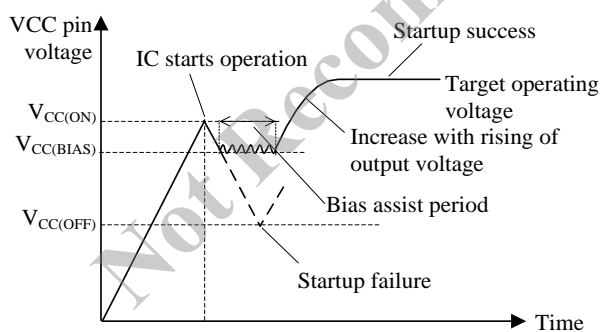 VCC pin
voltage
Startup success
IC starts operation
Target operating
voltage
VCC(ON)
Increase with rising of
output voltage
VCC(BIAS)
Bias assist period
VCC(OFF)
Startup failure
Time
Not Recom